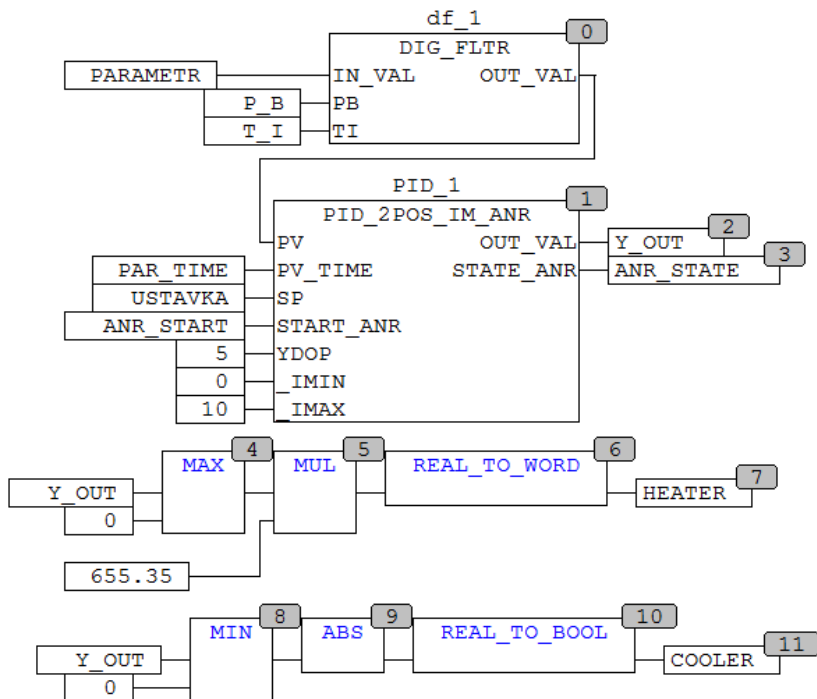 df_1
0
DIG_FLTR
PARAMETR IN_VAL OUT_VAL
P_B PB
T_I TI
PID_1
1
PID_2POS_IM_ANR
2
PV OUT_VAL Y_OUT
3
PAR_TIME PV_TIME STATE_ANR ANR_STATE
USTAVKA SP
ANR_START START_ANR
5 YDOP
0 _IMIN
10 _IMAX
4 5 6
MAX MUL REAL_TO_WORD
7
Y_OUT HEATER
0
655.35
8 9 10
MIN ABS REAL_TO_BOOL
11
Y_OUT COOLER
0